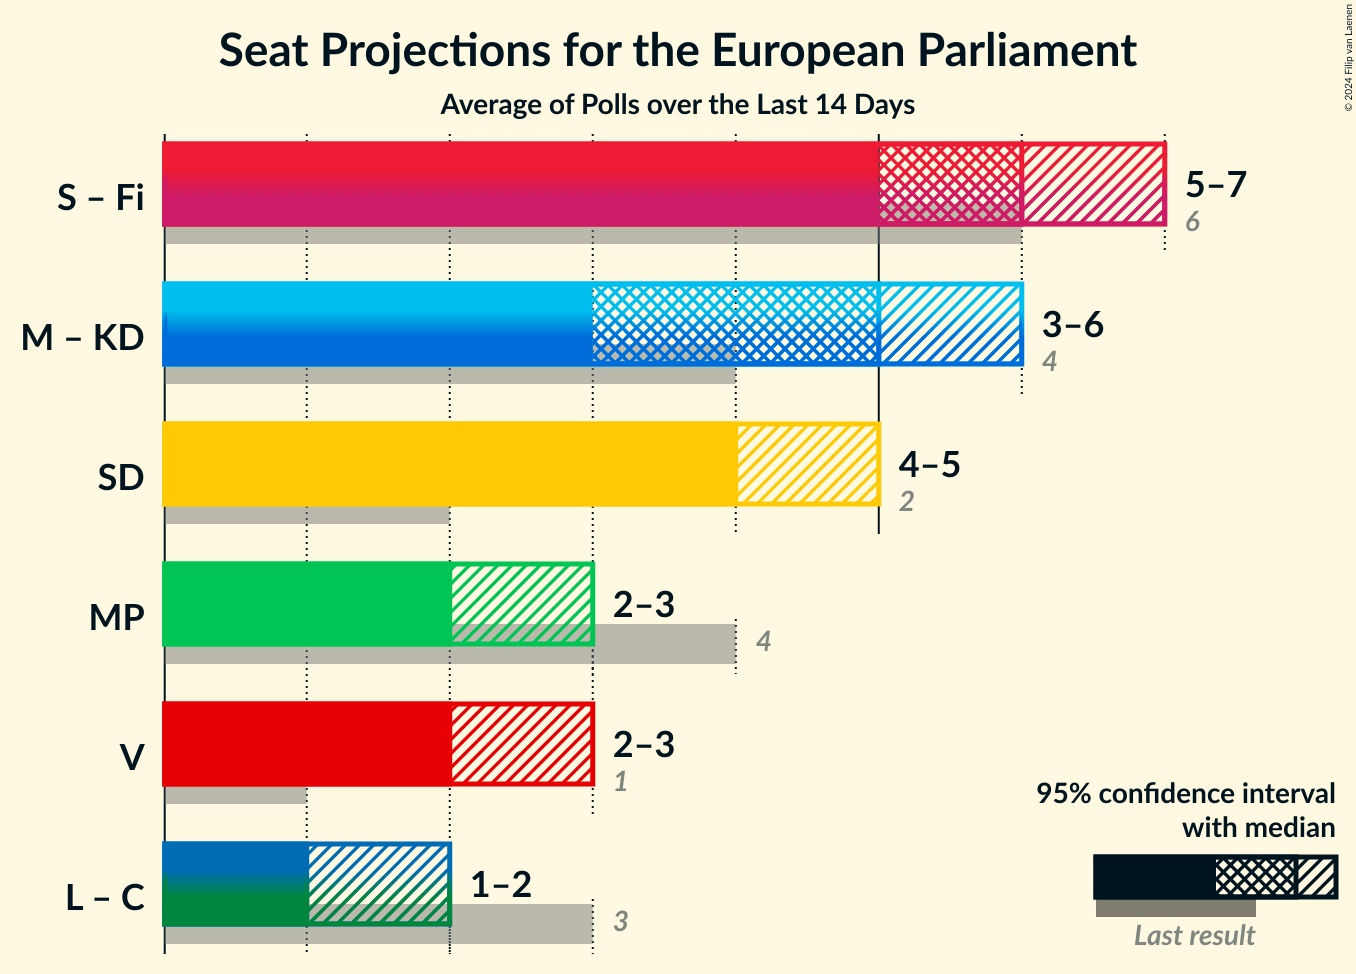 Seat Projections for the European Parliament
Average of Polls over the Last 14 Days
© 2024 Filip van Laenen
S – Fi
5–7
6
M – KD
3–6
4
SD
4–5
2
MP
2–3
4
V
2–3
1
L – C
1–2
3
95% confidence interval
with median
Last result